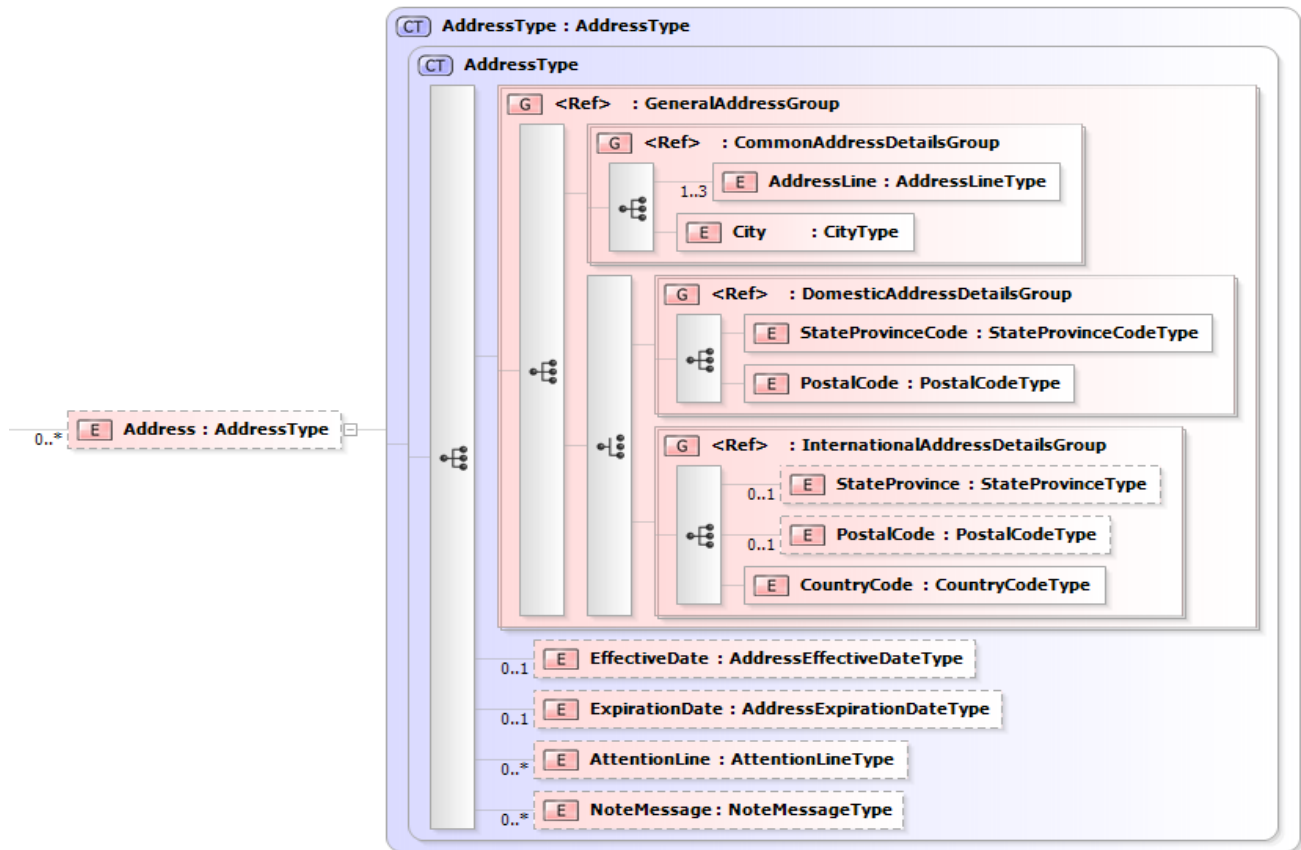 CT AddressType : AddressType
CT AddressType
G <Ref> : GeneralAddressGroup
G <Ref> : CommonAddressDetailsGroup
E AddressLine : AddressLineType
1..3
E City : CityType
G <Ref> : DomesticAddressDetailsGroup
E StateProvinceCode : StateProvinceCodeType
E PostalCode : PostalCodeType
0..* E Address : AddressType
G <Ref> : InternationalAddressDetailsGroup
0..1 E StateProvince : StateProvinceType
0..1 E PostalCode : PostalCodeType
E CountryCode : CountryCodeType
0..1 E EffectiveDate : AddressEffectiveDateType
0..1 E ExpirationDate : AddressExpirationDateType
0..* E AttentionLine : AttentionLineType
0..* E NoteMessage : NoteMessageType